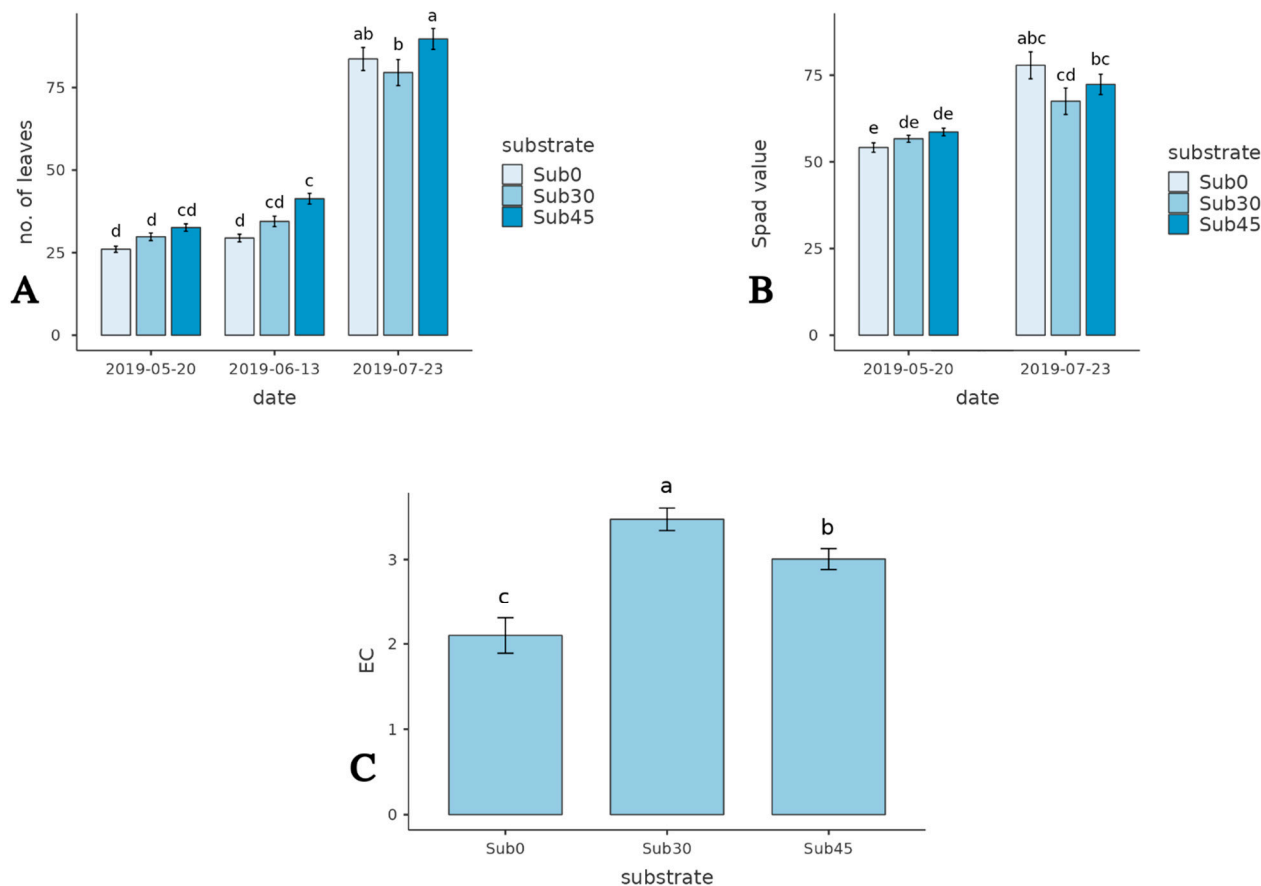 A
no. of leaves
75
50
25
0
d d cd
d cd c
ab b a
2019-05-20 2019-06-13 2019-07-23
date
substrate
Sub0
Sub30
Sub45
B
Spad value
75
50
25
0
e de de
abc cd bc
2019-05-20 2019-07-23
date
substrate
Sub0
Sub30
Sub45
C
EC
3
2
1
0
c a b
Sub0 Sub30 Sub45
substrate